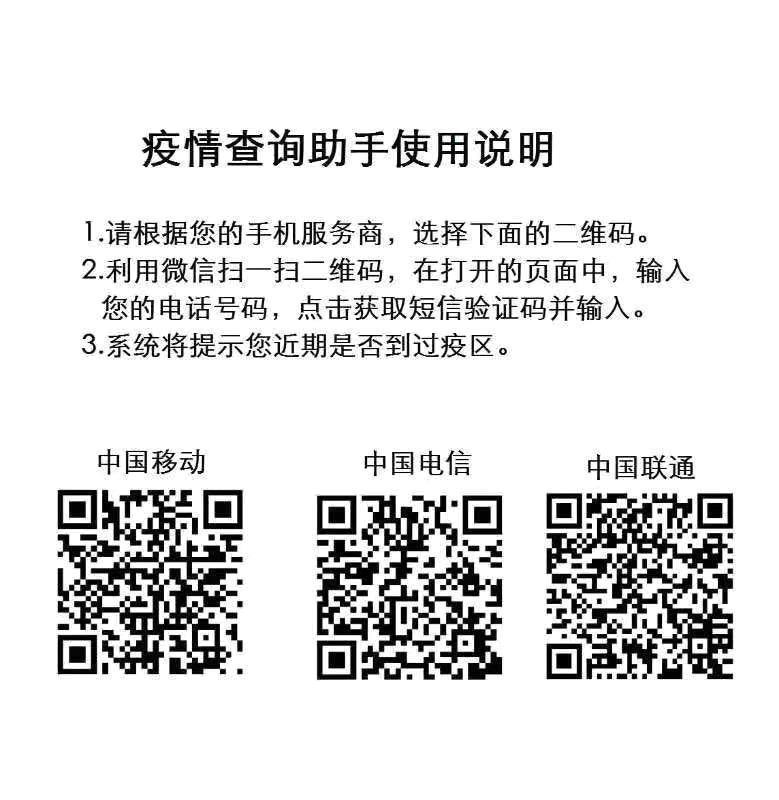 疫情查询助手使用说明
1.请根据您的手机服务商，选择下面的二维码。
2.利用微信扫一扫二维码，在打开的页面中，输入
您的电话号码，点击获取短信验证码并输入。
3.系统将提示您近期是否到过疫区。
中国移动 中国电信 中国联通